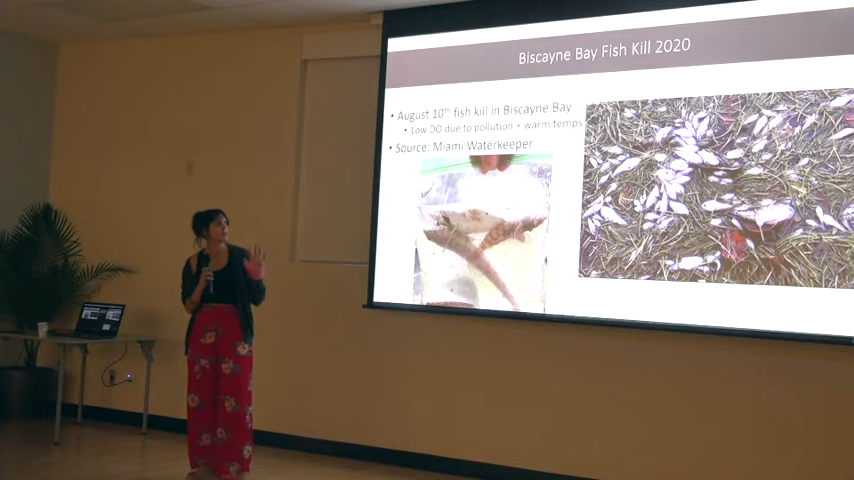 Biscayne Bay Fish Kill 2020
• August 10th fish kill in Biscayne Bay
• Low DO due to pollution + warm temps
• Source: Miami Waterkeeper